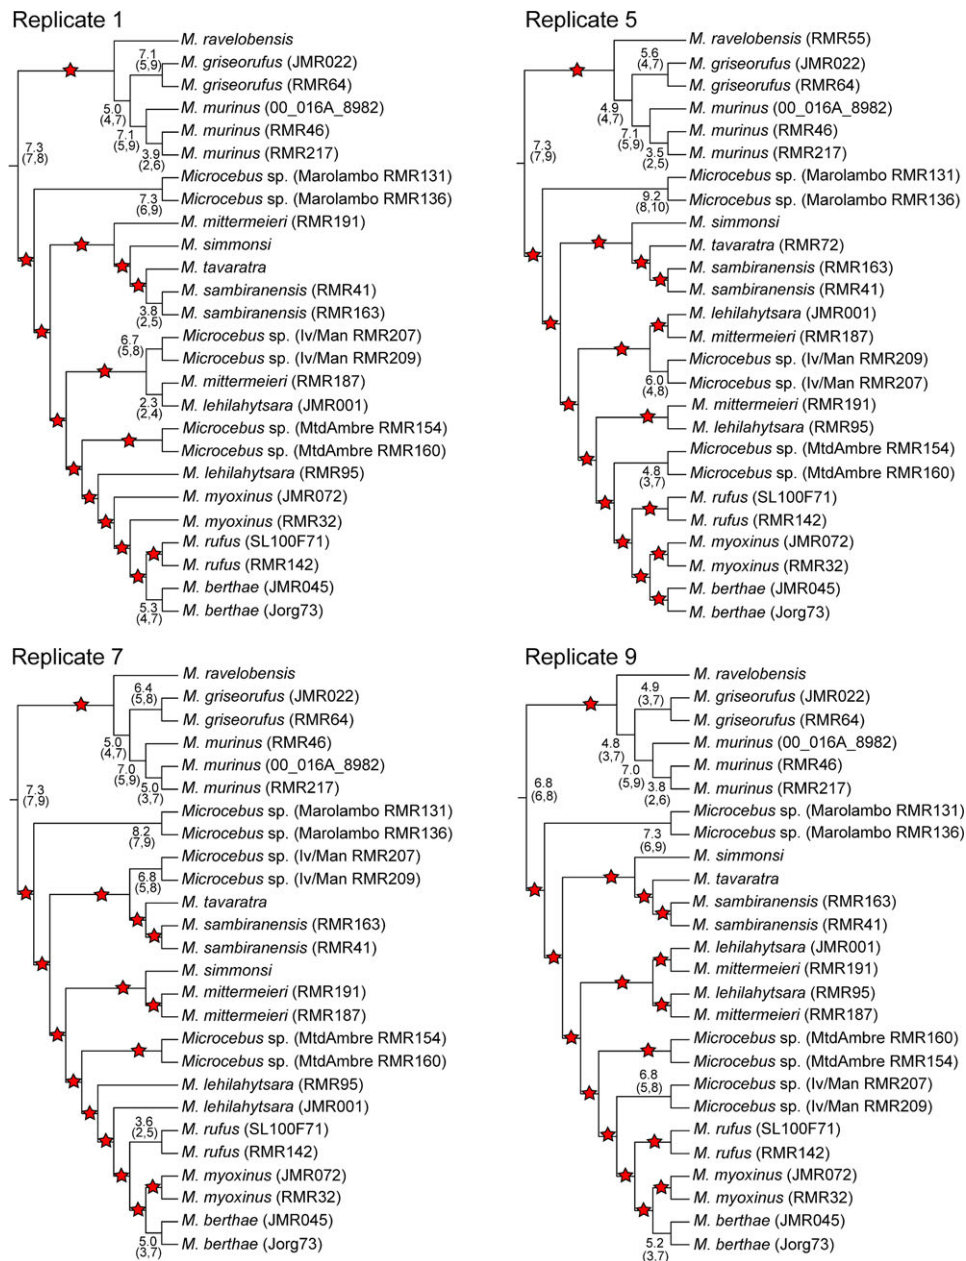 Replicate 1
M. ravelobensis
7.1
(5,9)
M. griseorufus (JMR022)
M. griseorufus (RMR64)
5.0
(4,7)
M. murinus (00_016A_8982)
7.1
(5,9)
M. murinus (RMR46)
3.9
(2,6)
M. murinus (RMR217)
7.3
(7,8)
Microcebus sp. (Marolambo RMR131)
Microcebus sp. (Marolambo RMR136)
7.3
(6,9)
M. mittermeieri (RMR191)
M. simmonsi
M. tavaratra
M. sambiranensis (RMR41)
M. sambiranensis (RMR163)
3.8
(2,5)
Microcebus sp. (Iv/Man RMR207)
6.7
(5,8)
Microcebus sp. (Iv/Man RMR209)
M. mittermeieri (RMR187)
M. lehilahytsara (JMR001)
2.3
(2,4)
Microcebus sp. (MtdAmbre RMR154)
Microcebus sp. (MtdAmbre RMR160)
M. lehilahytsara (RMR95)
M. myoxinus (JMR072)
M. myoxinus (RMR32)
M. rufus (SL100F71)
M. rufus (RMR142)
M. berthae (JMR045)
M. berthae (Jorg73)
5.3
(4,7)
Replicate 5
M. ravelobensis (RMR55)
5.6
(4,7)
M. griseorufus (JMR022)
M. griseorufus (RMR64)
4.9
(4,7)
M. murinus (00_016A_8982)
7.1
(5,9)
M. murinus (RMR46)
3.5
(2,5)
M. murinus (RMR217)
7.3
(7,9)
Microcebus sp. (Marolambo RMR131)
Microcebus sp. (Marolambo RMR136)
9.2
(8,10)
M. simmonsi
M. tavaratra (RMR72)
M. sambiranensis (RMR163)
M. sambiranensis (RMR41)
M. lehilahytsara (JMR001)
M. mittermeieri (RMR187)
Microcebus sp. (Iv/Man RMR209)
Microcebus sp. (Iv/Man RMR207)
6.0
(4,8)
M. mittermeieri (RMR191)
M. lehilahytsara (RMR95)
Microcebus sp. (MtdAmbre RMR154)
Microcebus sp. (MtdAmbre RMR160)
4.8
(3,7)
M. rufus (SL100F71)
M. rufus (RMR142)
M. myoxinus (JMR072)
M. myoxinus (RMR32)
M. berthae (JMR045)
M. berthae (Jorg73)
Replicate 7
M. ravelobensis
6.4
(5,8)
M. griseorufus (JMR022)
M. griseorufus (RMR64)
5.0
(4,7)
M. murinus (RMR46)
7.0
(5,9)
M. murinus (00_016A_8982)
5.0
(3,7)
M. murinus (RMR217)
7.3
(7,9)
Microcebus sp. (Marolambo RMR131)
Microcebus sp. (Marolambo RMR136)
8.2
(7,9)
Microcebus sp. (Iv/Man RMR207)
Microcebus sp. (Iv/Man RMR209)
6.8
(5,8)
M. tavaratra
M. sambiranensis (RMR163)
M. sambiranensis (RMR41)
M. simmonsi
M. mittermeieri (RMR191)
M. mittermeieri (RMR187)
Microcebus sp. (MtdAmbre RMR154)
Microcebus sp. (MtdAmbre RMR160)
M. lehilahytsara (RMR95)
M. lehilahytsara (JMR001)
3.6
(2,5)
M. rufus (SL100F71)
M. rufus (RMR142)
M. myoxinus (JMR072)
M. myoxinus (RMR32)
M. berthae (JMR045)
M. berthae (Jorg73)
5.0
(3,7)
Replicate 9
M. ravelobensis
4.9
(3,7)
M. griseorufus (JMR022)
M. griseorufus (RMR64)
4.8
(3,7)
M. murinus (00_016A_8982)
7.0
(5,9)
M. murinus (RMR46)
3.8
(2,6)
M. murinus (RMR217)
6.8
(6,8)
Microcebus sp. (Marolambo RMR131)
Microcebus sp. (Marolambo RMR136)
7.3
(6,9)
M. simmonsi
M. tavaratra
M. sambiranensis (RMR163)
M. sambiranensis (RMR41)
M. lehilahytsara (JMR001)
M. mittermeieri (RMR191)
M. lehilahytsara (RMR95)
M. mittermeieri (RMR187)
Microcebus sp. (MtdAmbre RMR160)
Microcebus sp. (MtdAmbre RMR154)
6.8
(5,8)
Microcebus sp. (Iv/Man RMR207)
Microcebus sp. (Iv/Man RMR209)
M. rufus (SL100F71)
M. rufus (RMR142)
M. myoxinus (JMR072)
M. myoxinus (RMR32)
M. berthae (JMR045)
M. berthae (Jorg73)
5.2
(3,7)